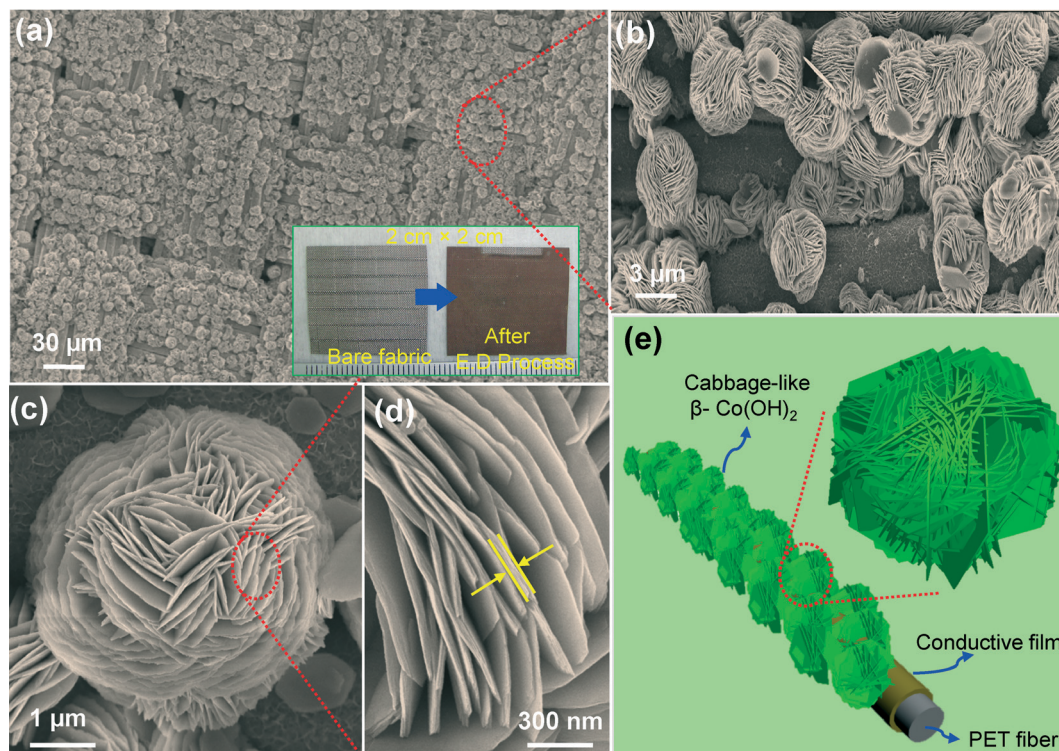 (a)
2 cm × 2 cm
Bare fabric
After
E.D Process
30 μm
(b)
3 μm
(c)
1 μm
(d)
300 nm
(e)
Cabbage-like
β- Co(OH)₂
Conductive film
PET fiber